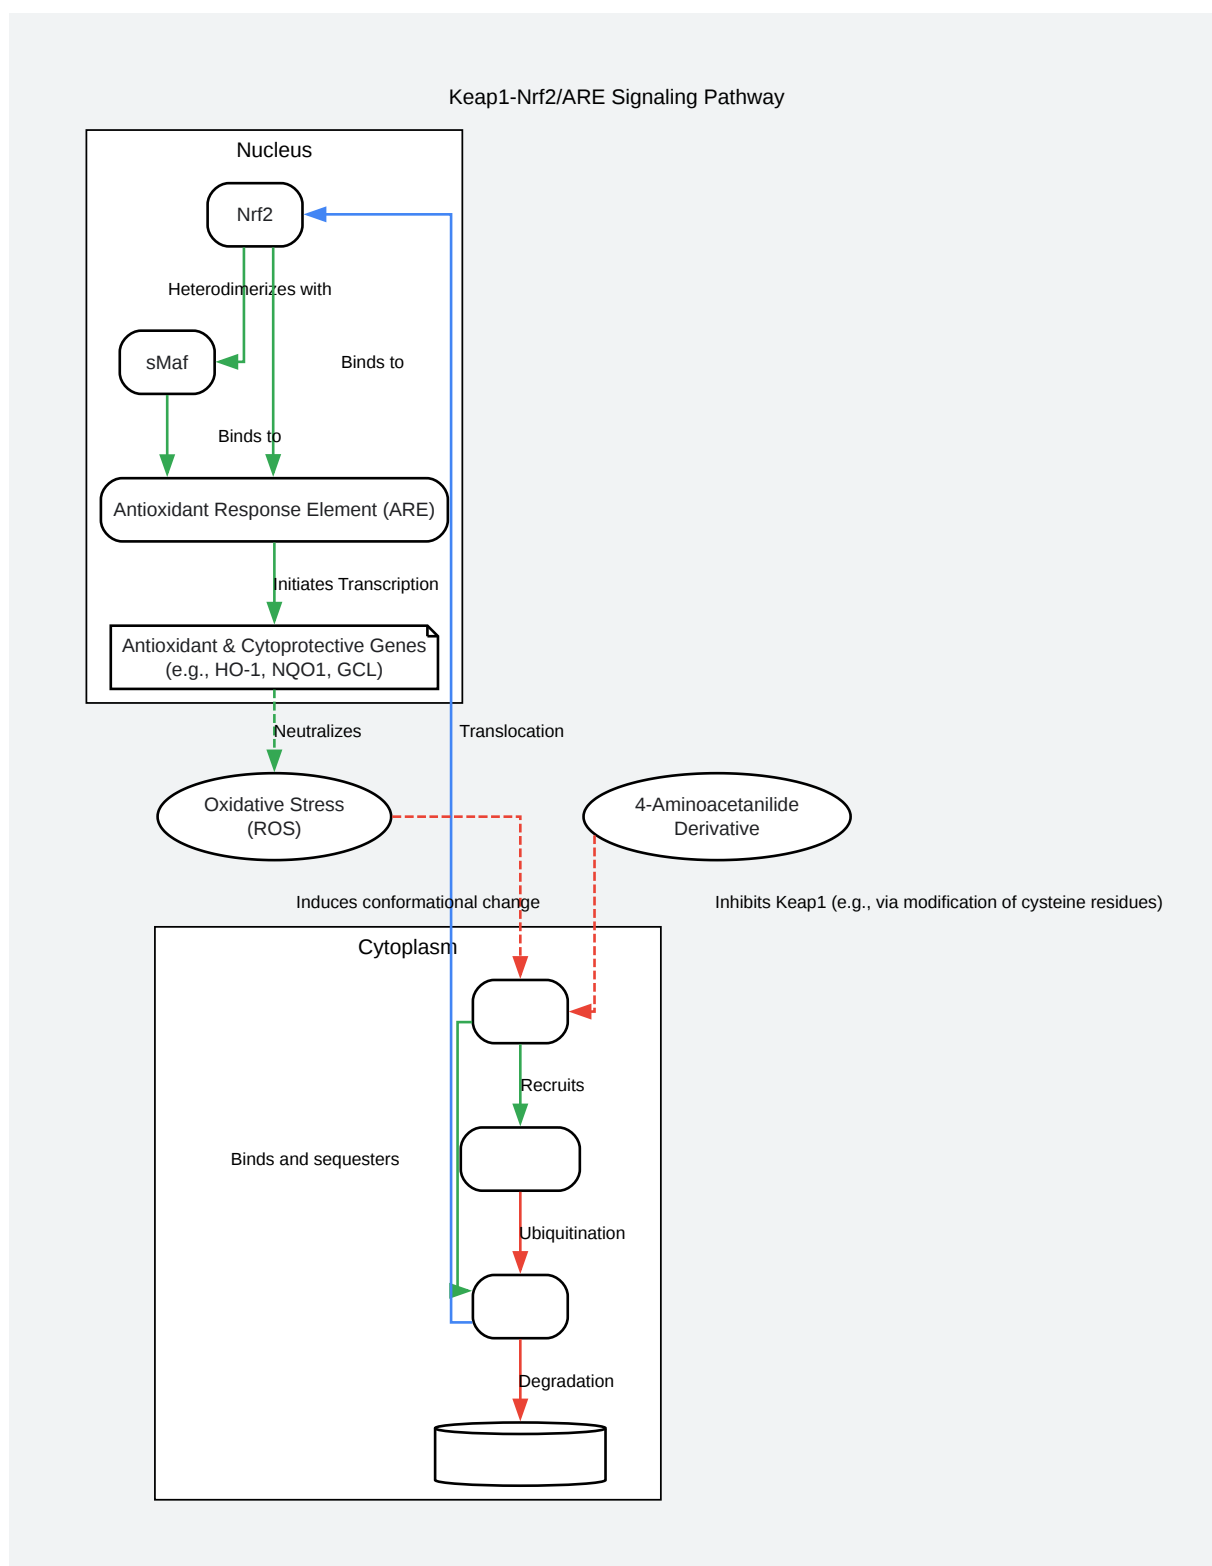 Keap1-Nrf2/ARE Signaling Pathway
Nucleus
Nrf2
Heterodimerizes with
sMaf
Binds to
Binds to
Antioxidant Response Element (ARE)
Initiates Transcription
Antioxidant & Cytoprotective Genes
(e.g., HO-1, NQO1, GCL)
Neutralizes
Translocation
Oxidative Stress
(ROS)
4-Aminoacetanilide
Derivative
Induces conformational change
Inhibits Keap1 (e.g., via modification of cysteine residues)
Cytoplasm
Recruits
Binds and sequesters
Ubiquitination
Degradation